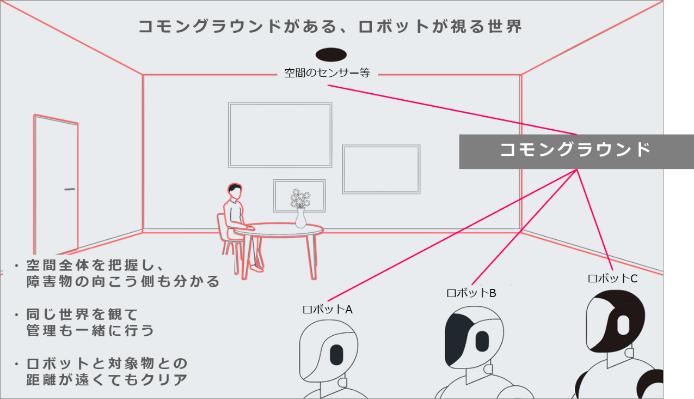 コモングラウンドがある、ロボットが視る世界
空間のセンサー等
コモングラウンド
・空間全体を把握し、
障害物の向こう側も分かる
・同じ世界を観て
管理も一緒に行う
・ロボットと対象物との
距離が遠くてもクリア
ロボットA
ロボットB
ロボットC